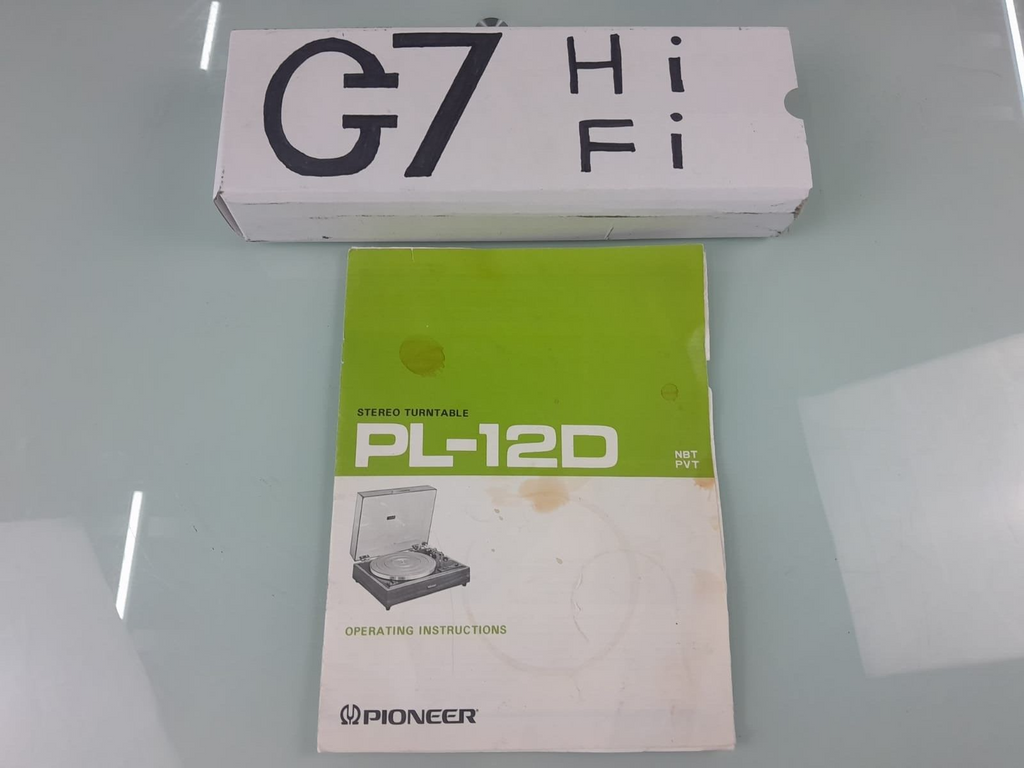 G7 Hi
Fi
STEREO TURNTABLE
PL-12D
NBT
PVT
OPERATING INSTRUCTIONS
PIONEER